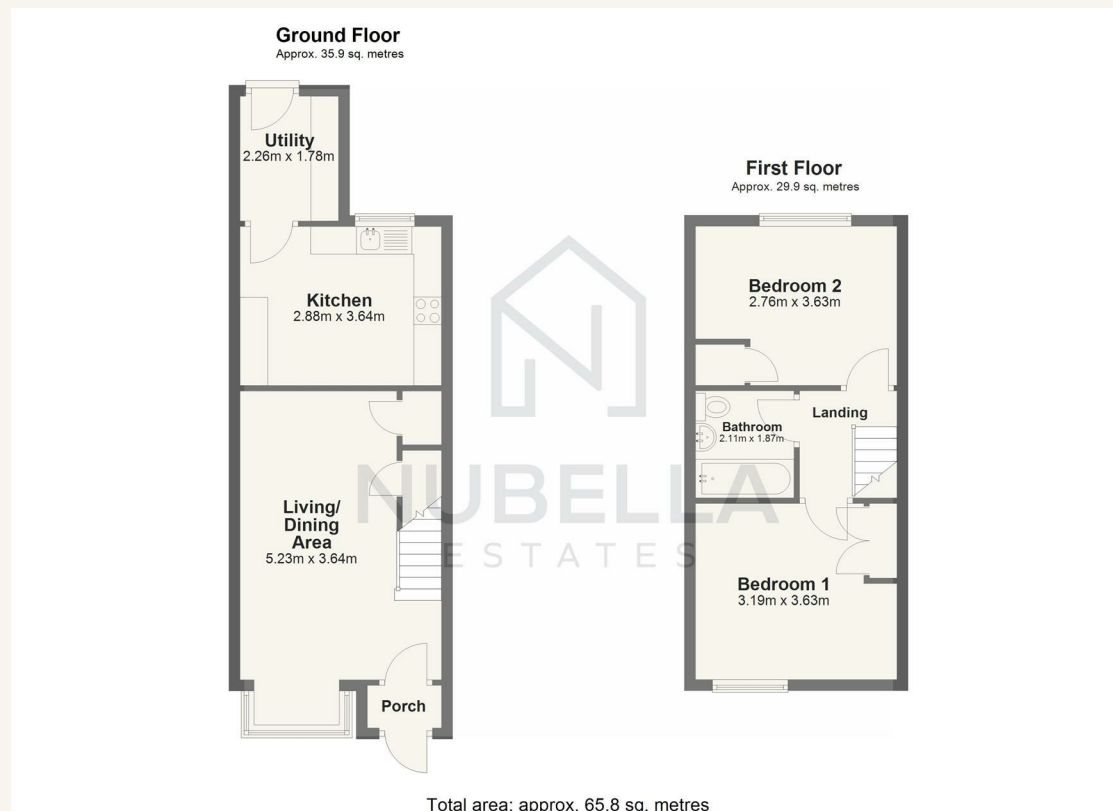 Ground Floor
Approx. 35.9 sq. metres
Utility
2.26m x 1.78m
Kitchen
2.88m x 3.64m
Living/
Dining
Area
5.23m x 3.64m
Porch
First Floor
Approx. 29.9 sq. metres
Bedroom 2
2.76m x 3.63m
Landing
Bathroom
2.11m x 1.87m
Bedroom 1
3.19m x 3.63m
NUBELLA
ESTATES
Total area: approx. 65.8 sq. metres